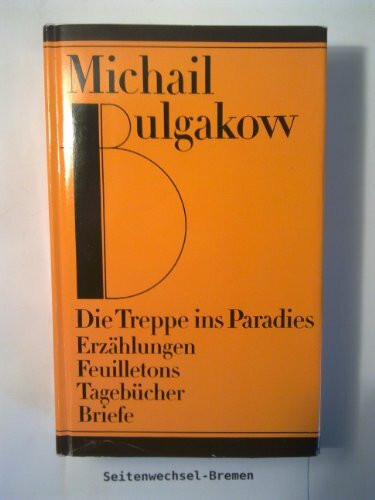 Michail
Bulgakow
Die Treppe ins Paradies
Erzählungen
Feuilletons
Tagebücher
Briefe
Seitenwechsel-Bremen